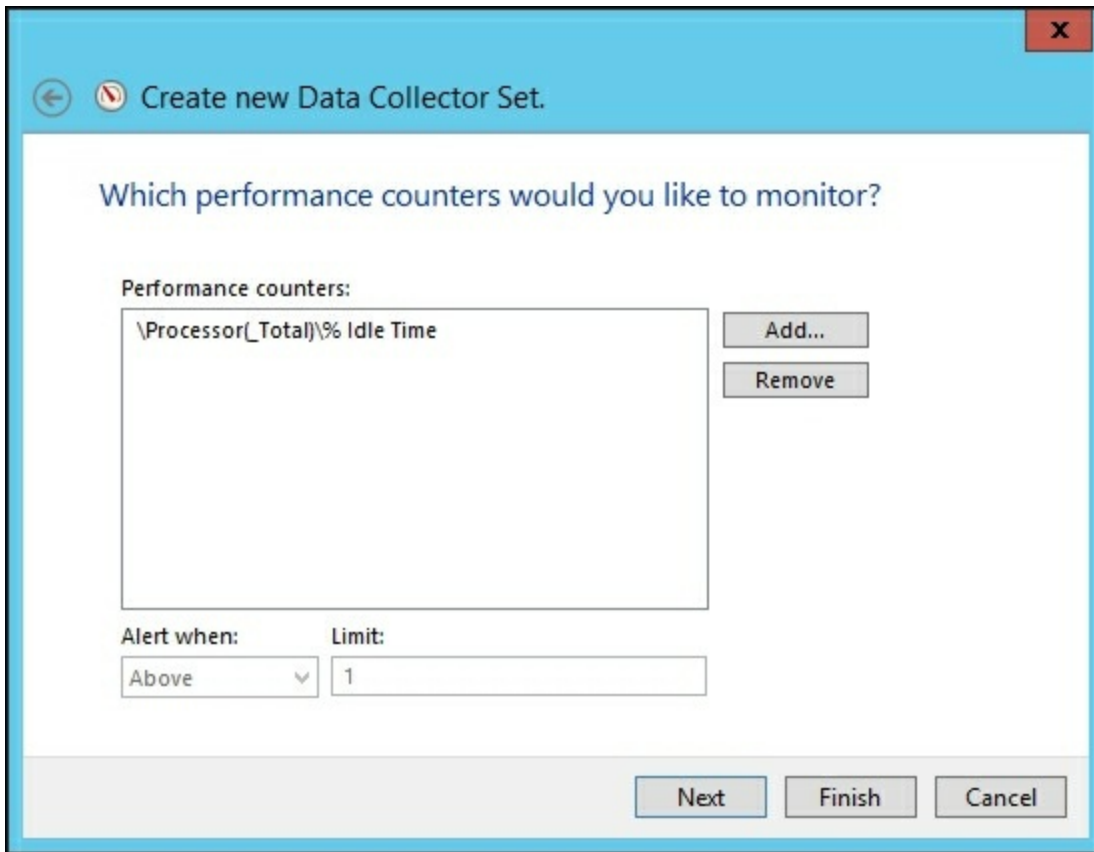 x
Create new Data Collector Set.
Which performance counters would you like to monitor?
Performance counters:
\Processor(_Total)\% Idle Time
Add...
Remove
Alert when: Limit:
Above 1
Next Finish Cancel